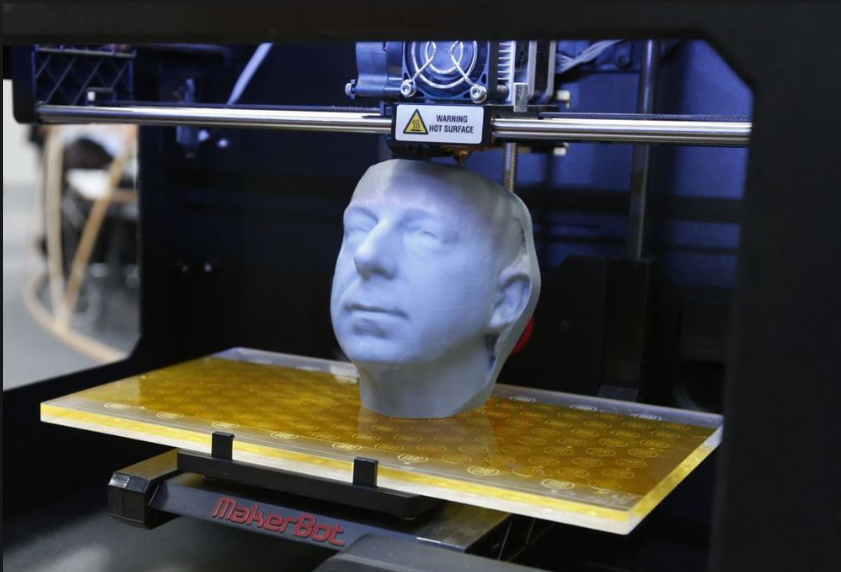 WARNING
HOT SURFACE
MakerBot